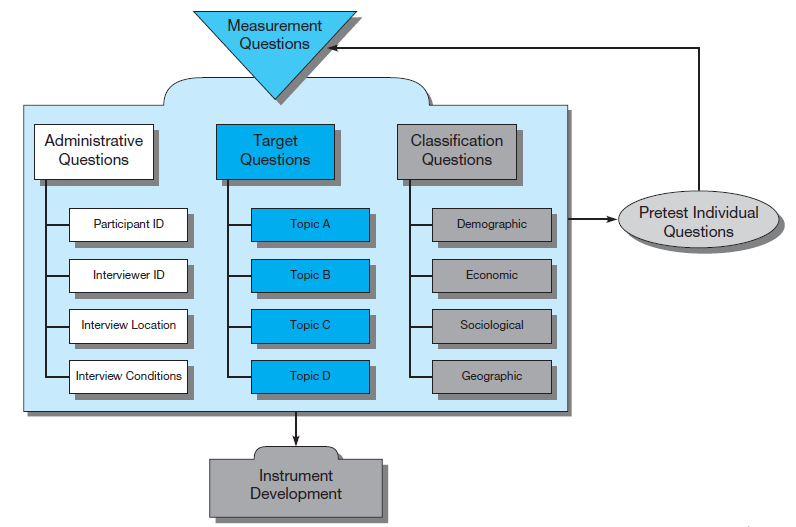 Measurement
Questions
Administrative
Questions
Participant ID
Interviewer ID
Interview Location
Interview Conditions
Target
Questions
Topic A
Topic B
Topic C
Topic D
Classification
Questions
Demographic
Economic
Sociological
Geographic
Pretest Individual
Questions
Instrument
Development